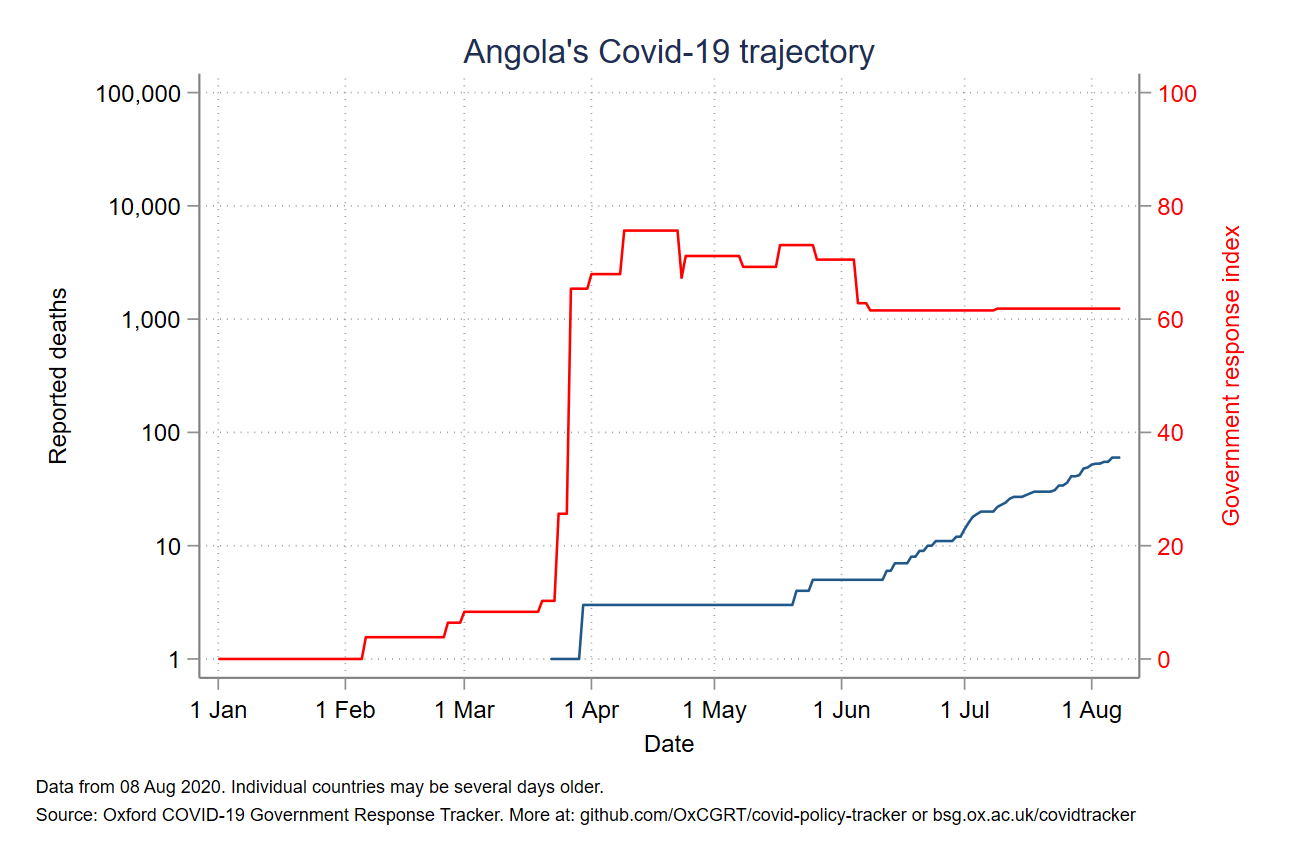 Angola's Covid-19 trajectory
100,000
10,000
1,000
100
10
1
Reported deaths
100
80
60
40
20
0
Government response index
1 Jan
1 Feb
1 Mar
1 Apr
1 May
1 Jun
1 Jul
1 Aug
Date
Data from 08 Aug 2020. Individual countries may be several days older.
Source: Oxford COVID-19 Government Response Tracker. More at: github.com/OxCGRT/covid-policy-tracker or bsg.ox.ac.uk/covidtracker